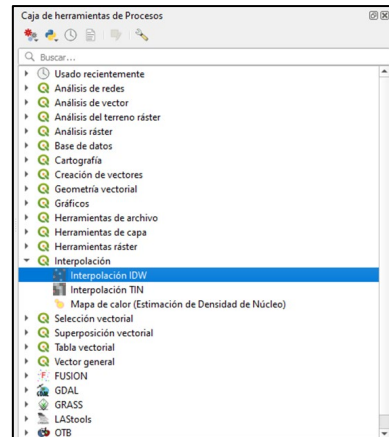 Caja de herramientas de Procesos
Buscar...
Usado recientemente
Análisis de redes
Análisis de vector
Análisis del terreno ráster
Análisis ráster
Base de datos
Cartografía
Creación de vectores
Geometría vectorial
Gráficos
Herramientas de archivo
Herramientas de capa
Herramientas ráster
Interpolación
Interpolación IDW
Interpolación TIN
Mapa de calor (Estimación de Densidad de Núcleo)
Selección vectorial
Superposición vectorial
Tabla vectorial
Vector general
FUSION
GDAL
GRASS
LAStools
OTB